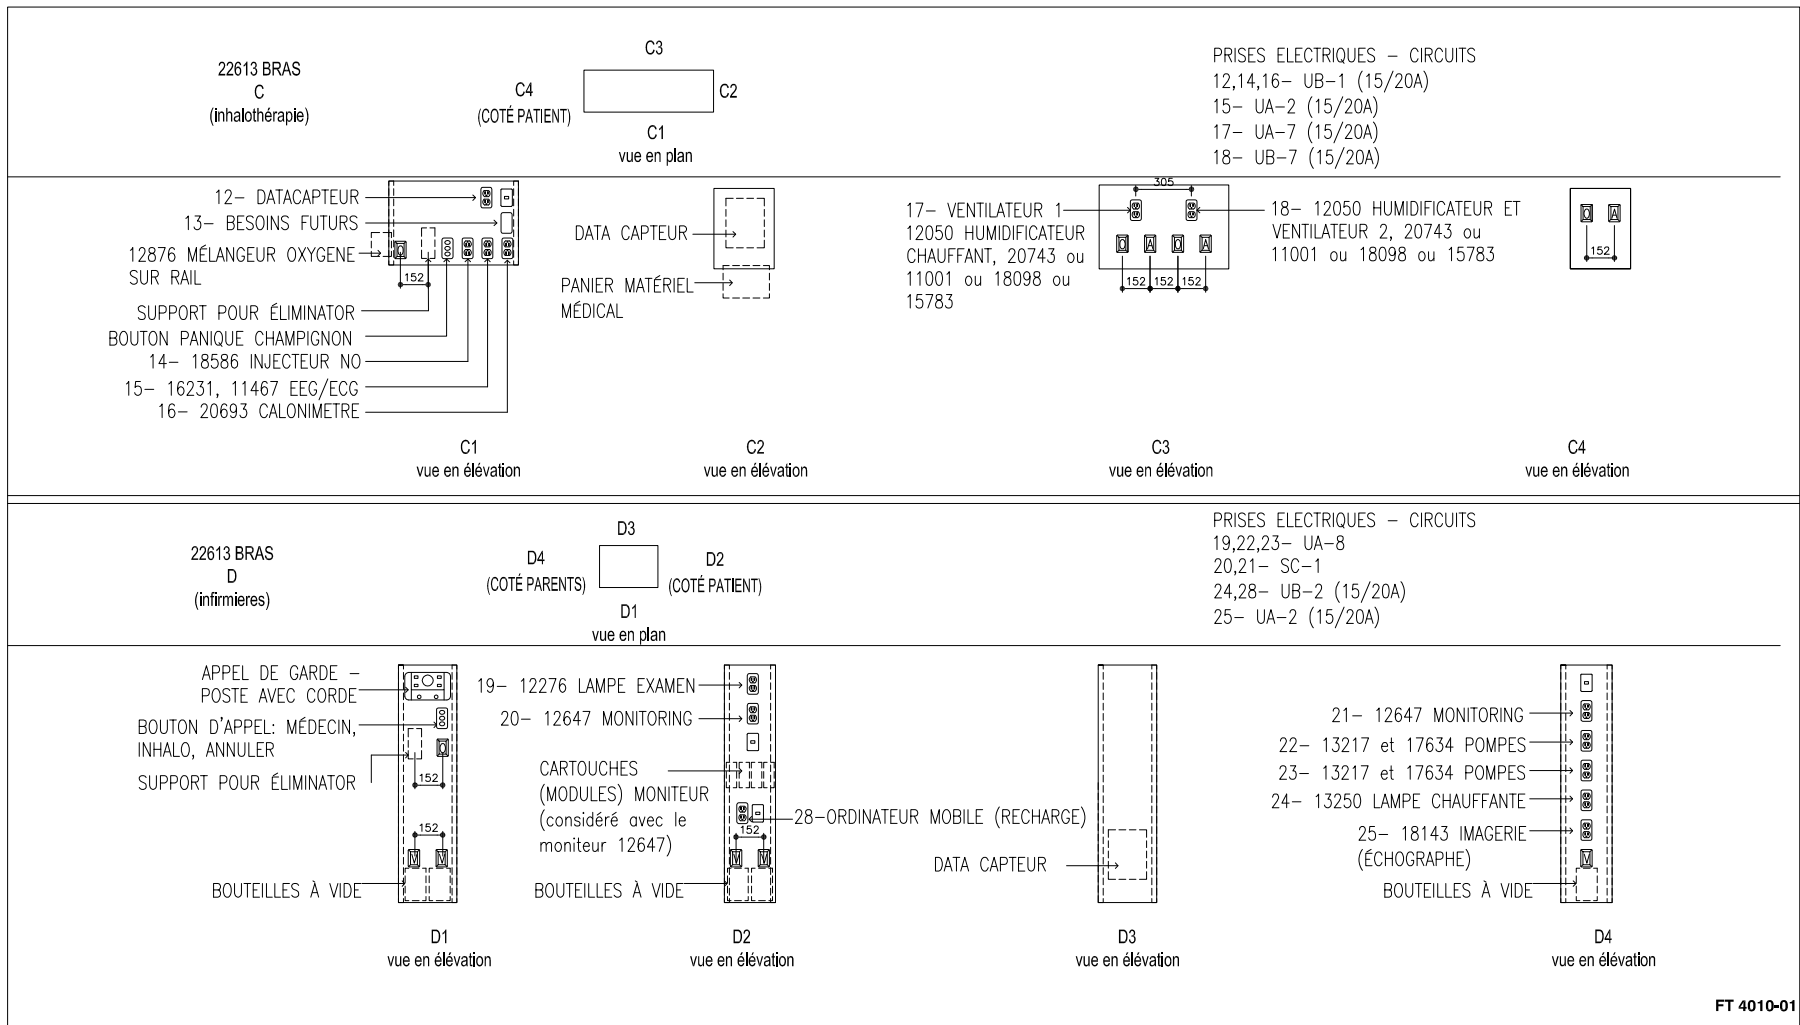 22613 BRAS
C
(inhalothérapie)
C3
C4
(COTÉ PATIENT)
C2
C1
vue en plan
PRISES ELECTRIQUES – CIRCUITS
12,14,16– UB–1 (15/20A)
15– UA–2 (15/20A)
17– UA–7 (15/20A)
18– UB–7 (15/20A)
12– DATACAPTEUR
13– BESOINS FUTURS
12876 MÉLANGEUR OXYGENE
SUR RAIL
O
152
SUPPORT POUR ÉLIMINATOR
BOUTON PANIQUE CHAMPIGNON
14– 18586 INJECTEUR NO
15– 16231, 11467 EEG/ECG
16– 20693 CALONIMETRE
C1
vue en élévation
DATA CAPTEUR
PANIER MATÉRIEL
MÉDICAL
C2
vue en élévation
17– VENTILATEUR 1
12050 HUMIDIFICATEUR
CHAUFFANT, 20743 ou
11001 ou 18098 ou
15783
305
O A O A
152 152 152
18– 12050 HUMIDIFICATEUR ET
VENTILATEUR 2, 20743 ou
11001 ou 18098 ou 15783
C3
vue en élévation
O A
152
C4
vue en élévation
22613 BRAS
D
(infirmieres)
D3
D4
(COTÉ PARENTS)
D2
(COTÉ PATIENT)
D1
vue en plan
PRISES ELECTRIQUES – CIRCUITS
19,22,23– UA–8
20,21– SC–1
24,28– UB–2 (15/20A)
25– UA–2 (15/20A)
APPEL DE GARDE –
POSTE AVEC CORDE
BOUTON D'APPEL: MÉDECIN,
INHALO, ANNULER
SUPPORT POUR ÉLIMINATOR
O
152
152
V V
BOUTEILLES À VIDE
D1
vue en élévation
19– 12276 LAMPE EXAMEN
20– 12647 MONITORING
CARTOUCHES
(MODULES) MONITEUR
(considéré avec le
moniteur 12647)
28–ORDINATEUR MOBILE (RECHARGE)
152
V V
BOUTEILLES À VIDE
D2
vue en élévation
DATA CAPTEUR
D3
vue en élévation
21– 12647 MONITORING
22– 13217 et 17634 POMPES
23– 13217 et 17634 POMPES
24– 13250 LAMPE CHAUFFANTE
25– 18143 IMAGERIE
(ÉCHOGRAPHE)
V
BOUTEILLES À VIDE
D4
vue en élévation
FT 4010-01